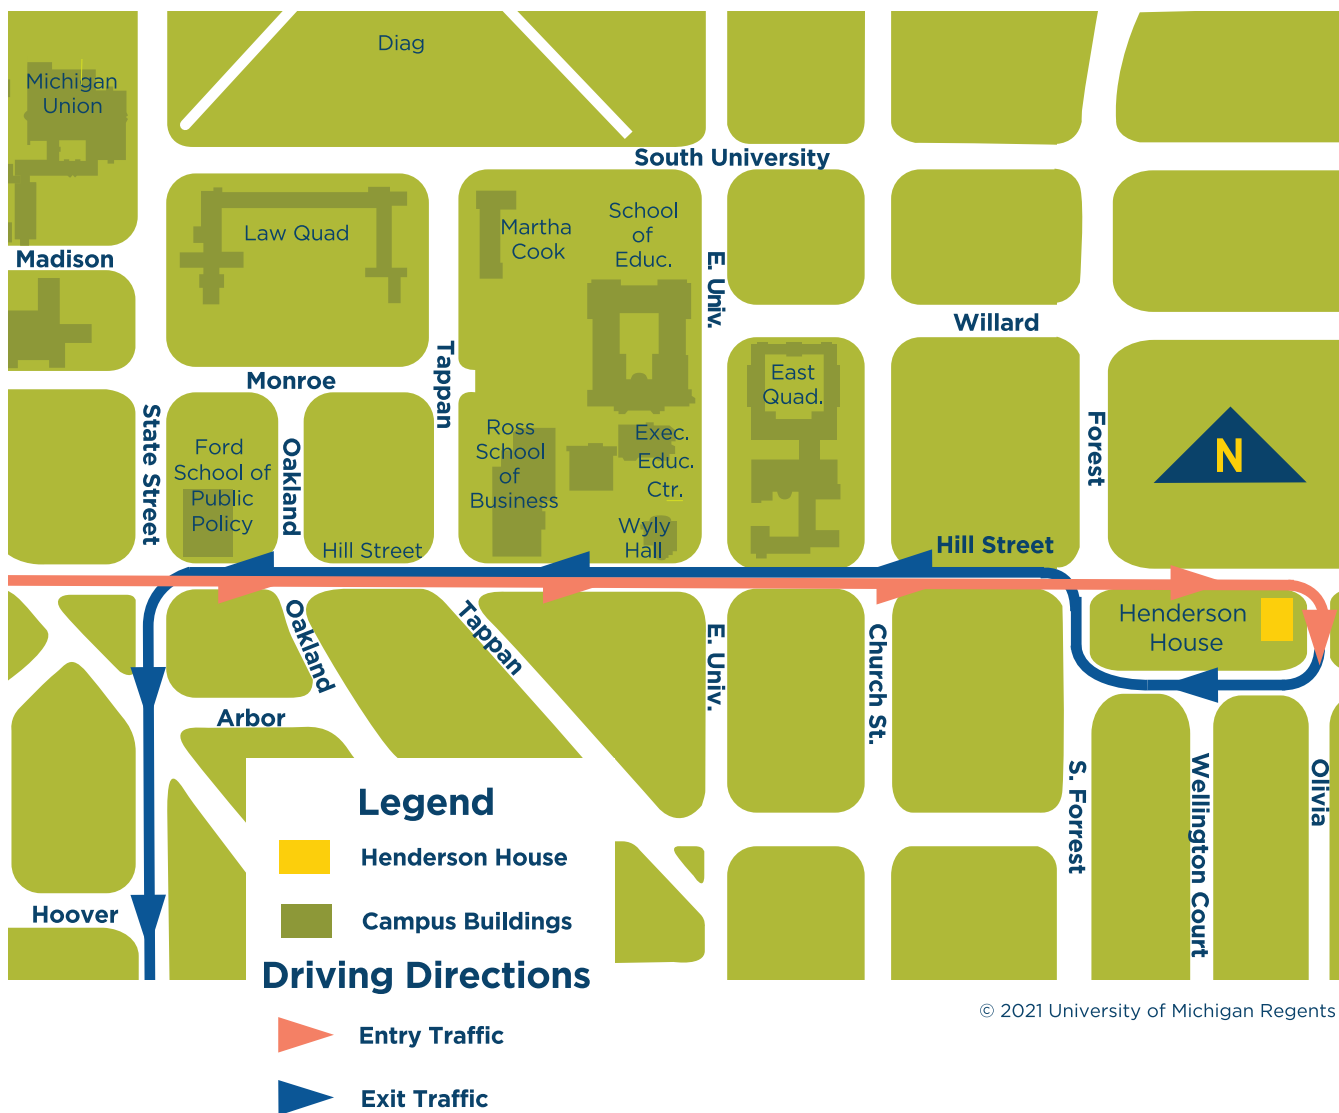 Diag
Michigan
Union
South University
Law Quad
Martha
Cook
School
of
Educ.
Madison
E. Univ.
Willard
Monroe
Tappan
East
Quad.
State Street
Ford
School of
Public
Policy
Oakland
Ross
School
of
Business
Exec.
Educ.
Ctr.
Wyly
Hall
Forest
N
Hill Street
Hill Street
Henderson
House
Oakland
Tappan
E. Univ.
Church St.
Arbor
S. Forrest
Wellington Court
Olivia
Hoover
Legend
Henderson House
Campus Buildings
Driving Directions
Entry Traffic
Exit Traffic
© 2021 University of Michigan Regents